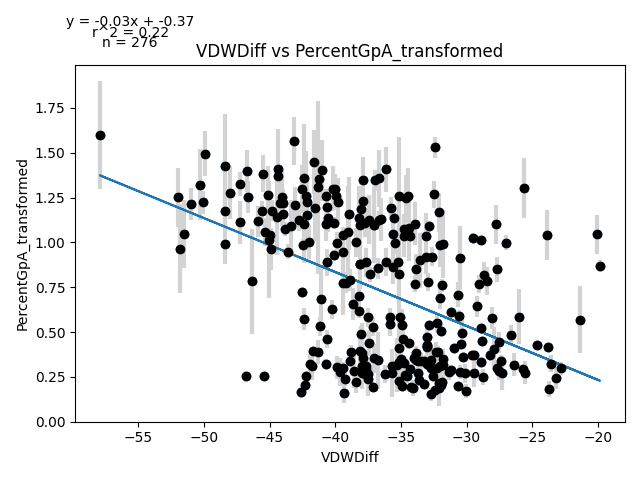 y = -0.03x + -0.37
r^2 = 0.22
n = 276
VDWDiff vs PercentGpA_transformed
PercentGpA_transformed
1.75
1.50
1.25
1.00
0.75
0.50
0.25
0.00
−55
−50
−45
−40
−35
−30
−25
−20
VDWDiff